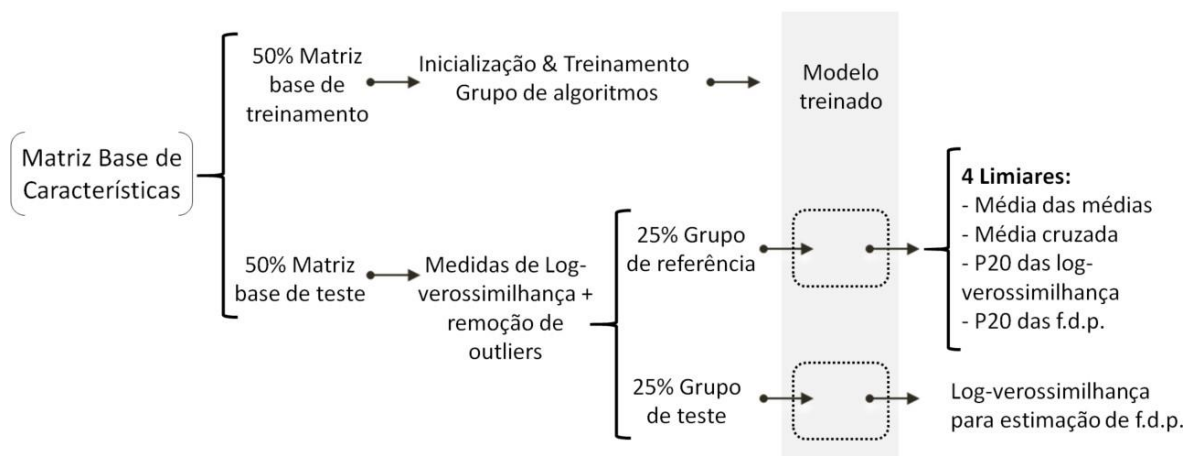 Matriz Base de
Características
50% Matriz
base de
treinamento
Inicialização & Treinamento
Grupo de algoritmos
Modelo
treinado
50% Matriz
base de teste
Medidas de Log-
verossimilhança +
remoção de
outliers
25% Grupo
de referência
4 Limiares:
- Média das médias
- Média cruzada
- P20 das log-
verossimilhança
- P20 das f.d.p.
25% Grupo
de teste
Log-verossimilhança
para estimação de f.d.p.